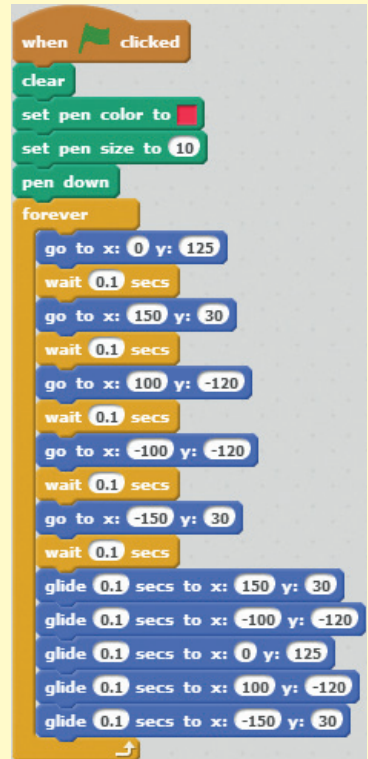 when clicked
clear
set pen color to
set pen size to 10
pen down
forever
go to x: 0 y: 125
wait 0.1 secs
go to x: 150 y: 30
wait 0.1 secs
go to x: 100 y: -120
wait 0.1 secs
go to x: -100 y: -120
wait 0.1 secs
go to x: -150 y: 30
wait 0.1 secs
glide 0.1 secs to x: 150 y: 30
glide 0.1 secs to x: -100 y: -120
glide 0.1 secs to x: 0 y: 125
glide 0.1 secs to x: 100 y: -120
glide 0.1 secs to x: -150 y: 30